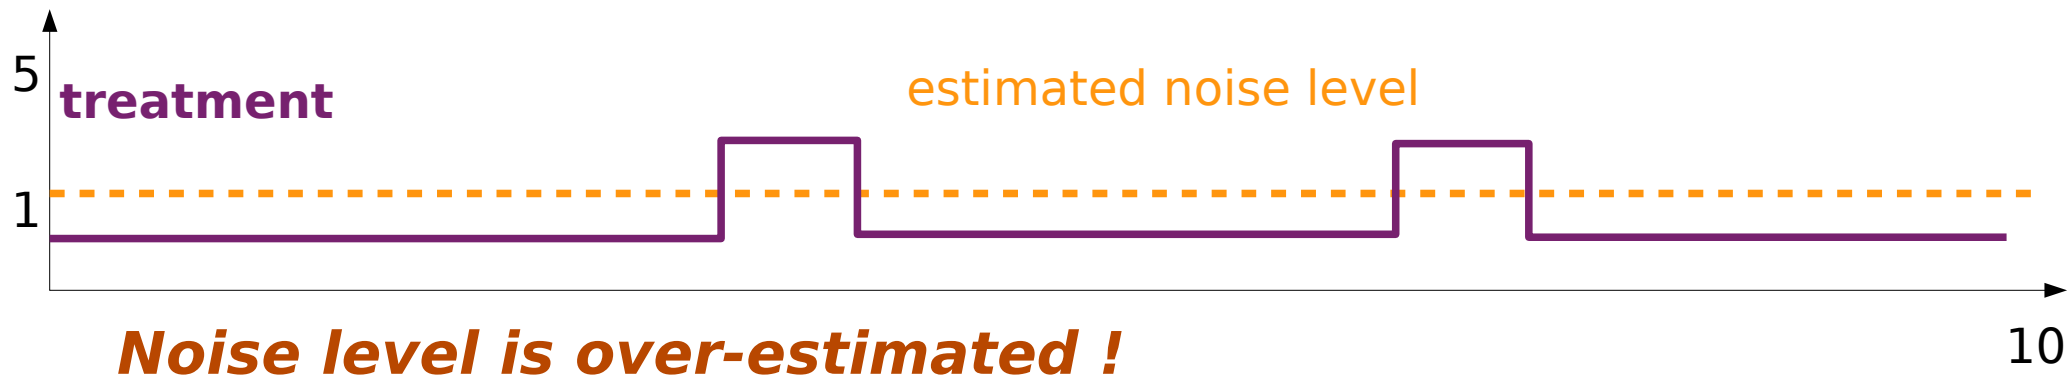 5
treatment
estimated noise level
1
10
Noise level is over-estimated !